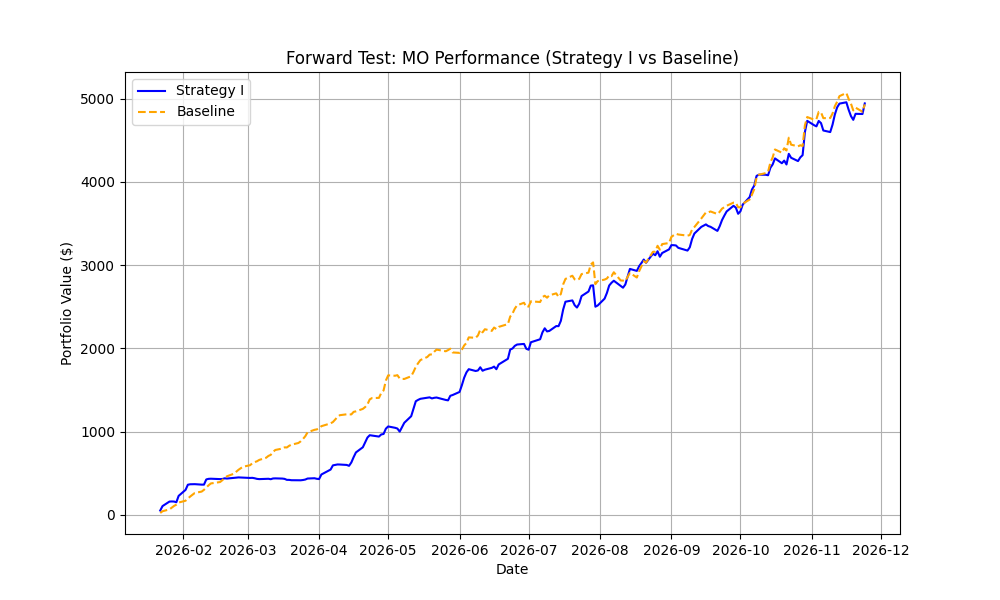 Forward Test: MO Performance (Strategy I vs Baseline)
Strategy I
Baseline
Portfolio Value ($)
5000
4000
3000
2000
1000
0
2026-02 2026-03 2026-04 2026-05 2026-06 2026-07 2026-08 2026-09 2026-10 2026-11 2026-12
Date